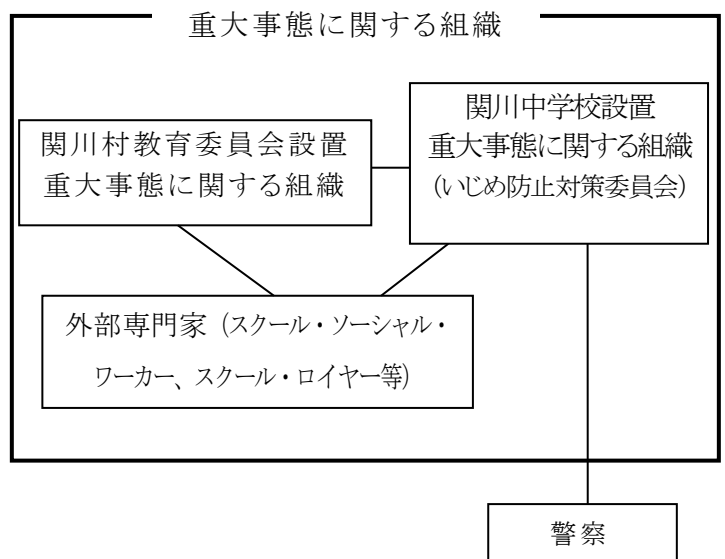 重大事態に関する組織
関川村教育委員会設置
重大事態に関する組織
関川中学校設置
重大事態に関する組織
（いじめ防止対策委員会）
外部専門家（スクール・ソーシャル・
ワーカー、スクール・ロイヤー等）
警察